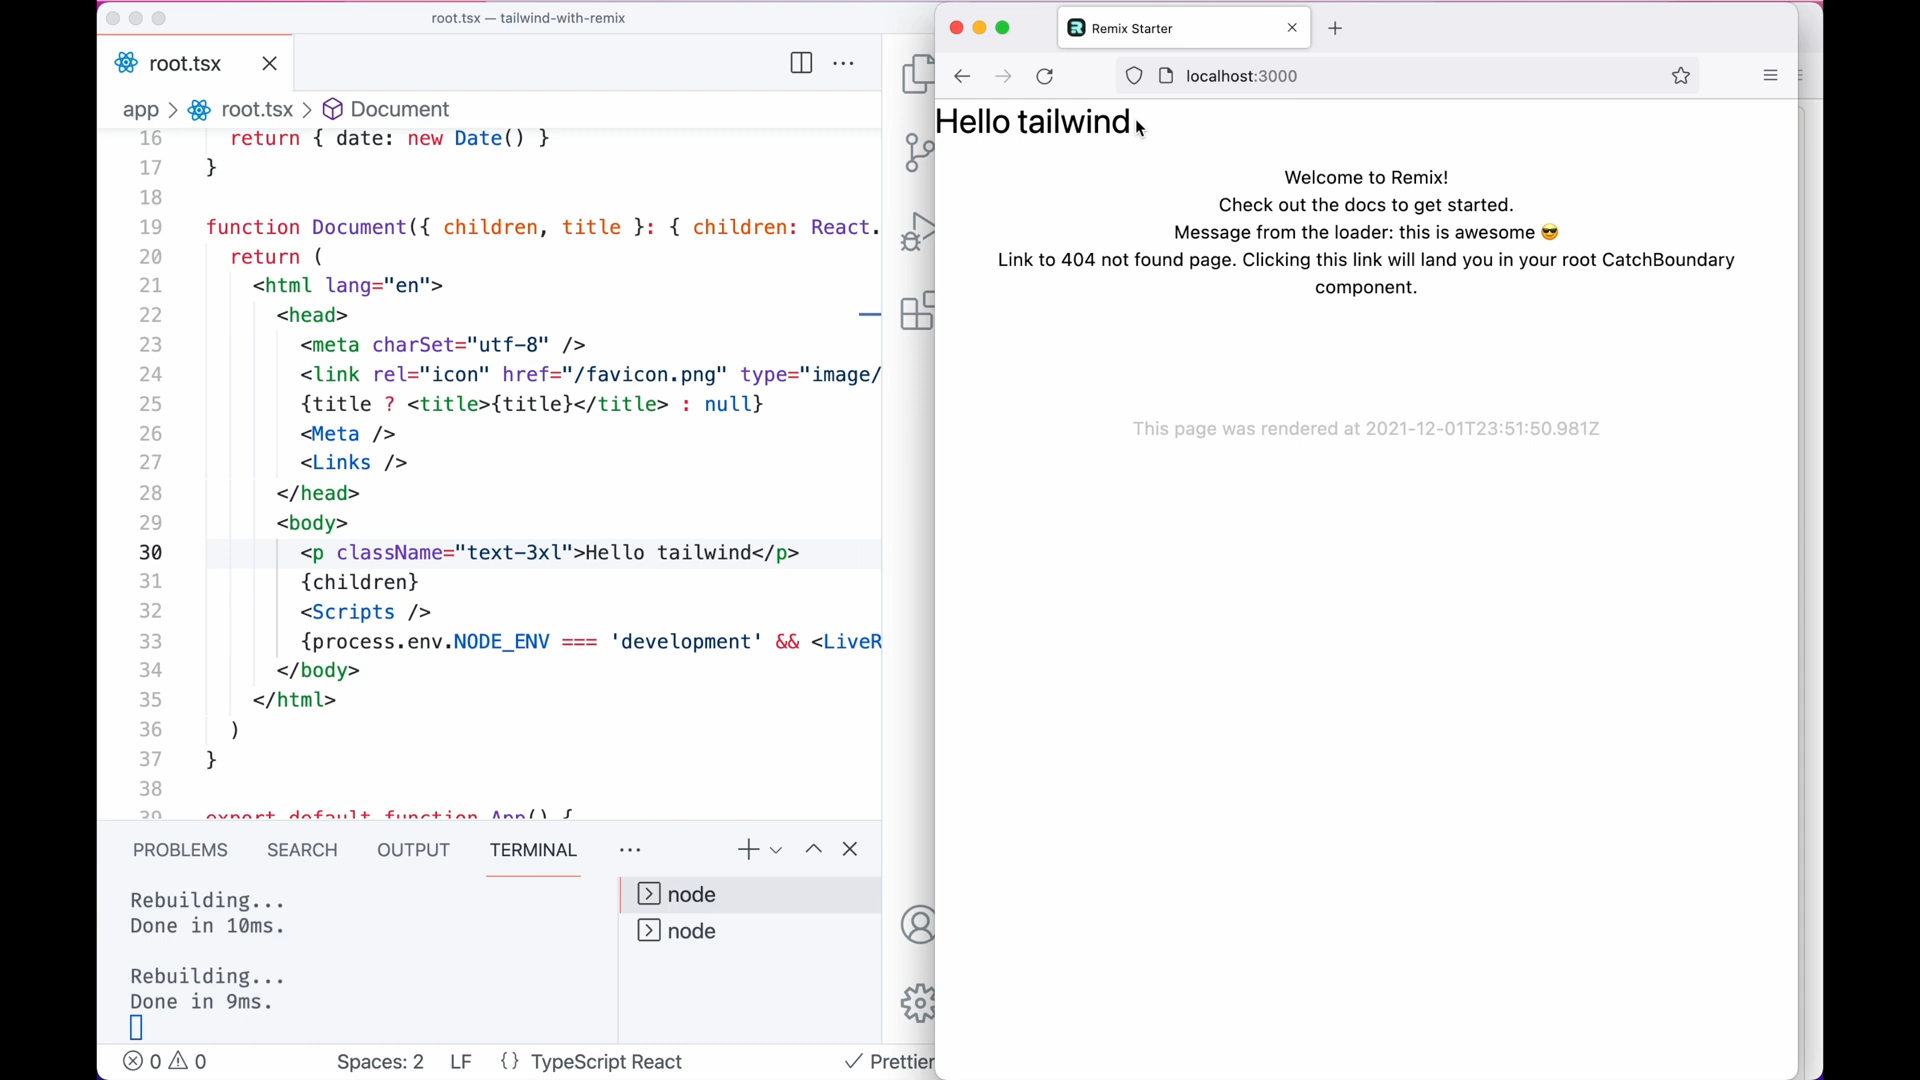 root.tsx — tailwind-with-remix
root.tsx
app > root.tsx > Document
16 return { date: new Date() }
17 }
18
19 function Document({ children, title }: { children: React.
20 return (
21 <html lang="en">
22 <head>
23 <meta charSet="utf-8" />
24 <link rel="icon" href="/favicon.png" type="image/
25 {title ? <title>{title}</title> : null}
26 <Meta />
27 <Links />
28 </head>
29 <body>
30 <p className="text-3xl">Hello tailwind</p>
31 {children}
32 <Scripts />
33 {process.env.NODE_ENV === 'development' && <LiveR
34 </body>
35 </html>
36 )
37 }
38
39 export default function App() {
PROBLEMS SEARCH OUTPUT TERMINAL
Rebuilding...
Done in 10ms.
Rebuilding...
Done in 9ms.
node
node
0 0 Spaces: 2 LF {} TypeScript React Prettier
Remix Starter
localhost:3000
Hello tailwind
Welcome to Remix!
Check out the docs to get started.
Message from the loader: this is awesome 😎
Link to 404 not found page. Clicking this link will land you in your root CatchBoundary
component.
This page was rendered at 2021-12-01T23:51:50.981Z